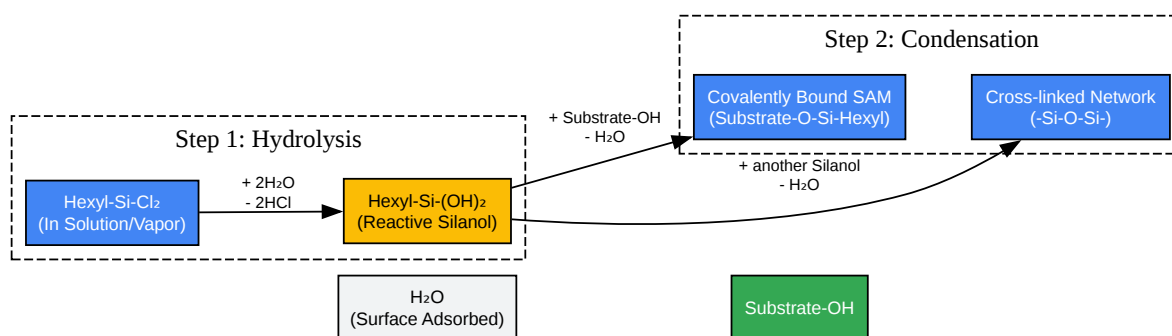 Step 2: Condensation
Covalently Bound SAM
(Substrate-O-Si-Hexyl)
Cross-linked Network
(-Si-O-Si-)
+ Substrate-OH
- H₂O
Step 1: Hydrolysis
+ another Silanol
- H₂O
Hexyl-Si-Cl₂
(In Solution/Vapor)
+ 2H₂O
- 2HCl
Hexyl-Si-(OH)₂
(Reactive Silanol)
H₂O
(Surface Adsorbed)
Substrate-OH